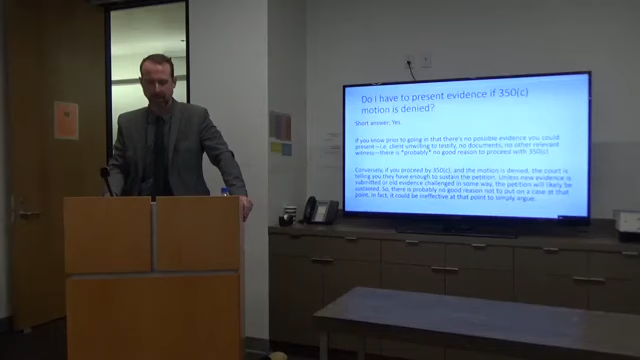 Do I have to present evidence if 350(c)
motion is denied?
Short answer: Yes.
If you know prior to going in that there's no possible evidence you could
present—i.e. client unwilling to testify, no documents, no other relevant
witness—there is *probably* no good reason to proceed with 350(c)
Conversely, if you proceed by 350(c), and the motion is denied, the court is
telling you they have enough to sustain the petition. Unless new evidence is
submitted or old evidence challenged in some way, the petition will likely be
sustained. So, there is probably no good reason not to put on a case at that
point, in fact, it could be ineffective at that point to simply argue.